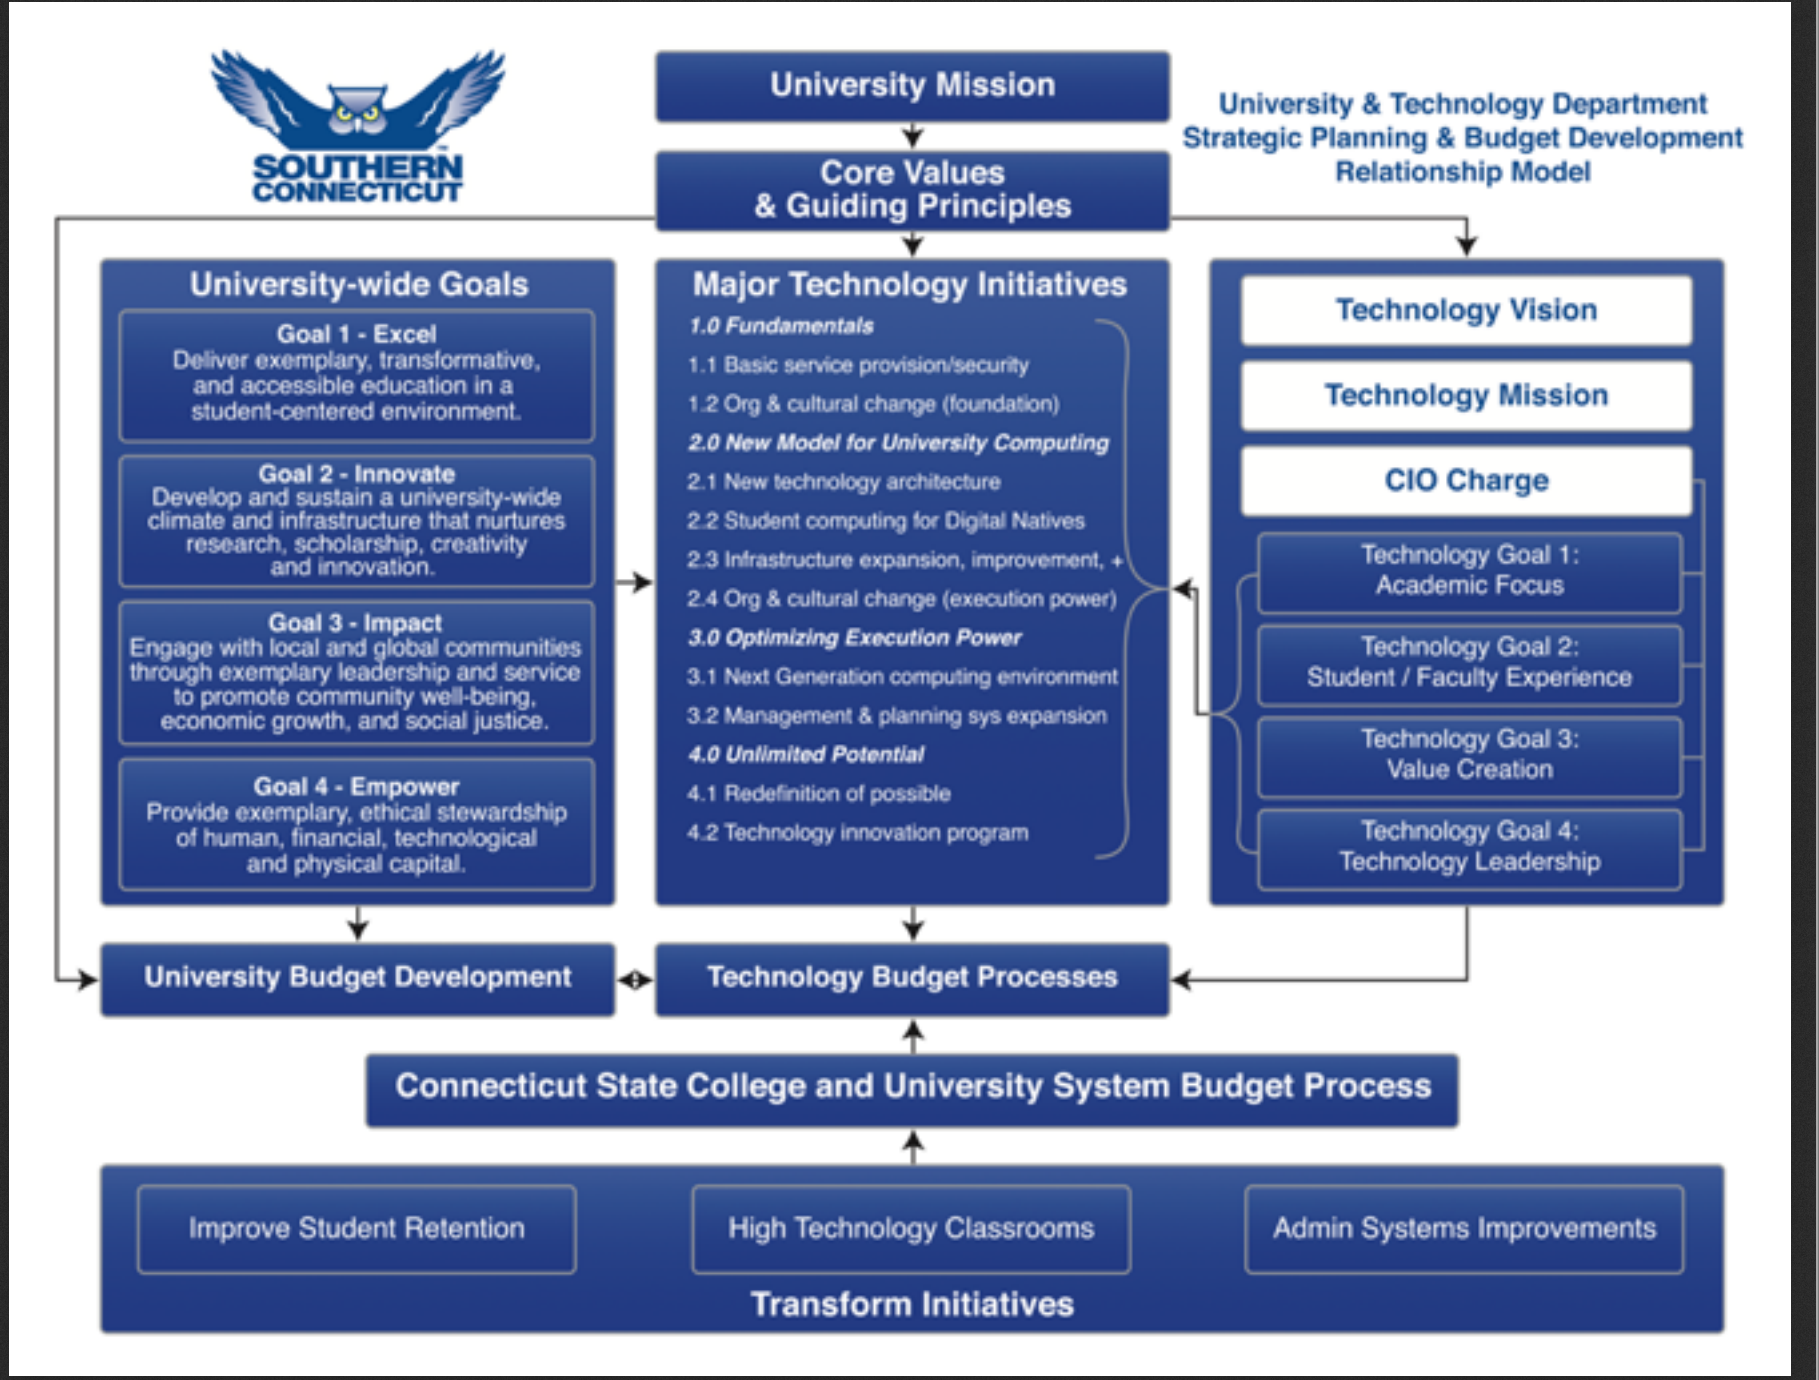 SOUTHERN
CONNECTICUT
University Mission
University & Technology Department
Strategic Planning & Budget Development
Relationship Model
Core Values
& Guiding Principles
University-wide Goals
Goal 1 - Excel
Deliver exemplary, transformative,
and accessible education in a
student-centered environment.
Goal 2 - Innovate
Develop and sustain a university-wide
climate and infrastructure that nurtures
research, scholarship, creativity
and innovation.
Goal 3 - Impact
Engage with local and global communities
through exemplary leadership and service
to promote community well-being,
economic growth, and social justice.
Goal 4 - Empower
Provide exemplary, ethical stewardship
of human, financial, technological
and physical capital.
Major Technology Initiatives
1.0 Fundamentals
1.1 Basic service provision/security
1.2 Org & cultural change (foundation)
2.0 New Model for University Computing
2.1 New technology architecture
2.2 Student computing for Digital Natives
2.3 Infrastructure expansion, improvement, +
2.4 Org & cultural change (execution power)
3.0 Optimizing Execution Power
3.1 Next Generation computing environment
3.2 Management & planning sys expansion
4.0 Unlimited Potential
4.1 Redefinition of possible
4.2 Technology innovation program
Technology Vision
Technology Mission
CIO Charge
Technology Goal 1:
Academic Focus
Technology Goal 2:
Student / Faculty Experience
Technology Goal 3:
Value Creation
Technology Goal 4:
Technology Leadership
University Budget Development
Technology Budget Processes
Connecticut State College and University System Budget Process
Improve Student Retention
High Technology Classrooms
Admin Systems Improvements
Transform Initiatives